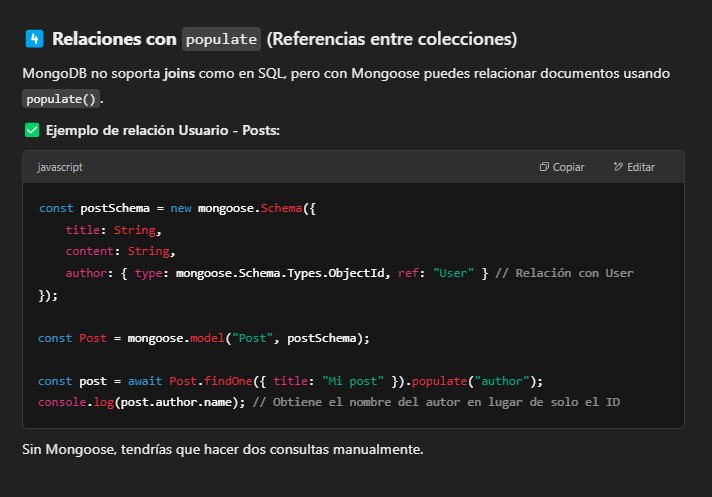 4 Relaciones con populate (Referencias entre colecciones)
MongoDB no soporta joins como en SQL, pero con Mongoose puedes relacionar documentos usando
populate().
✅ Ejemplo de relación Usuario - Posts:
javascript Copiar Editar
const postSchema = new mongoose.Schema({
    title: String,
    content: String,
    author: { type: mongoose.Schema.Types.ObjectId, ref: "User" } // Relación con User
});
const Post = mongoose.model("Post", postSchema);
const post = await Post.findOne({ title: "Mi post" }).populate("author");
console.log(post.author.name); // Obtiene el nombre del autor en lugar de solo el ID
Sin Mongoose, tendrías que hacer dos consultas manualmente.